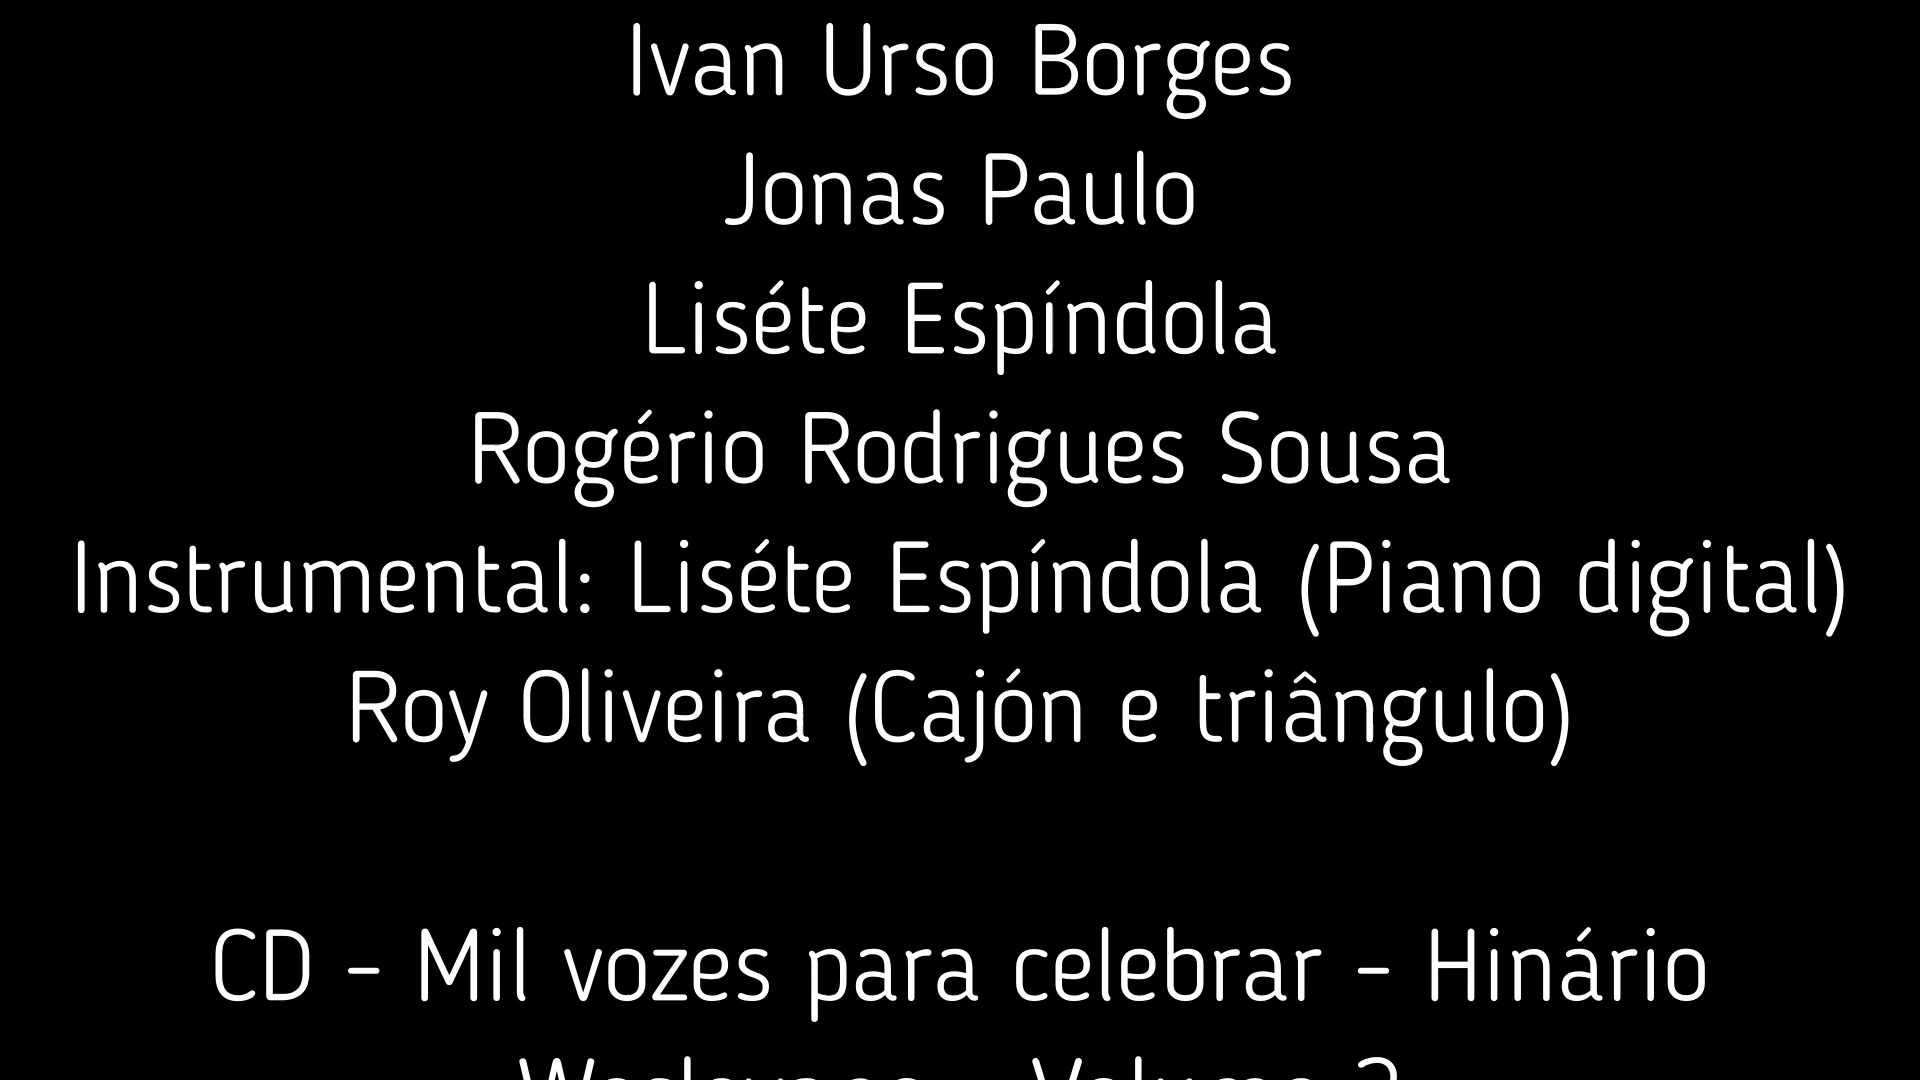 Ivan Urso Borges
Jonas Paulo
Liséte Espíndola
Rogério Rodrigues Sousa
Instrumental: Liséte Espíndola (Piano digital)
Roy Oliveira (Cajón e triângulo)
CD - Mil vozes para celebrar - Hinário